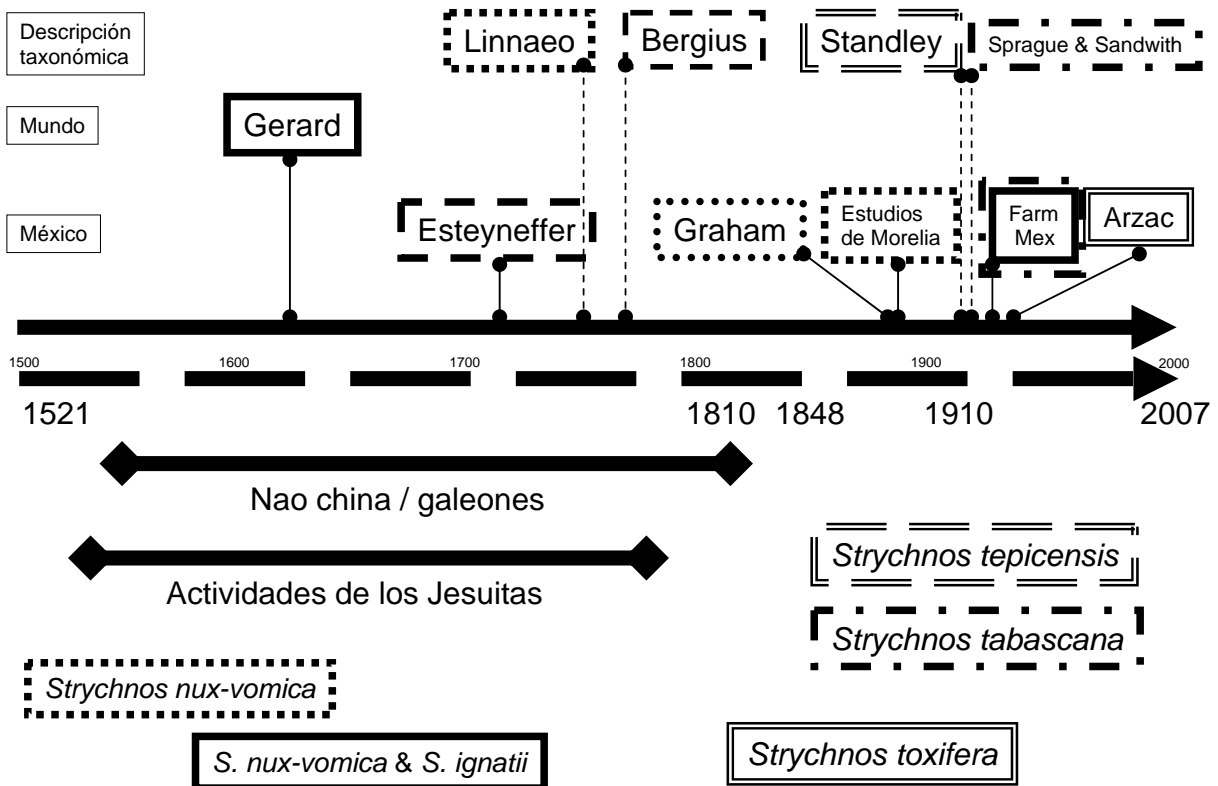 Descripción
taxonómica
Linnaeo
Bergius
Standley
Sprague & Sandwith
Mundo
Gerard
México
Esteyneffer
Graham
Estudios
de Morelia
Farm
Mex
Arzac
1500
1600
1700
1800
1900
2000
1521
1810
1848
1910
2007
Nao china / galeones
Actividades de los Jesuitas
Strychnos tepicensis
Strychnos tabascana
Strychnos nux-vomica
S. nux-vomica & S. ignatii
Strychnos toxifera